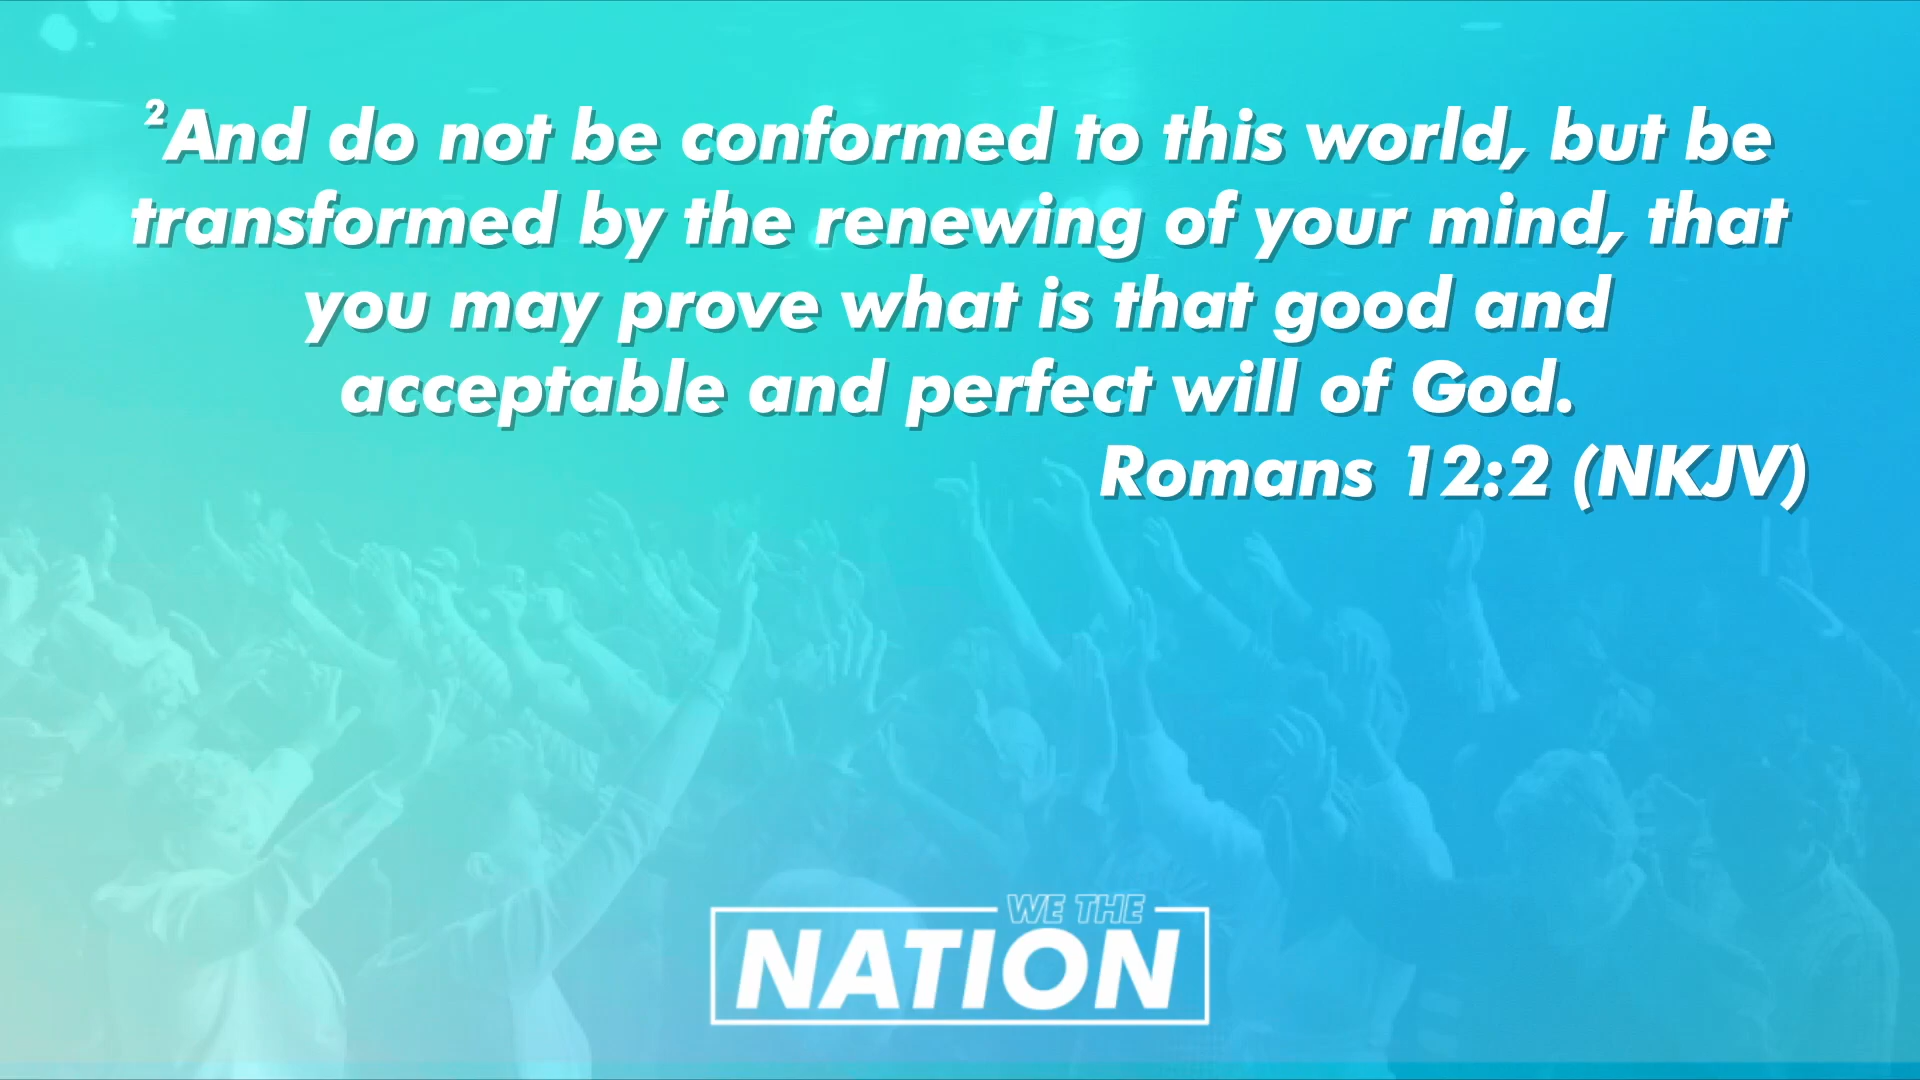 ²And do not be conformed to this world, but be
transformed by the renewing of your mind, that
you may prove what is that good and
acceptable and perfect will of God.
Romans 12:2 (NKJV)
WE THE
NATION